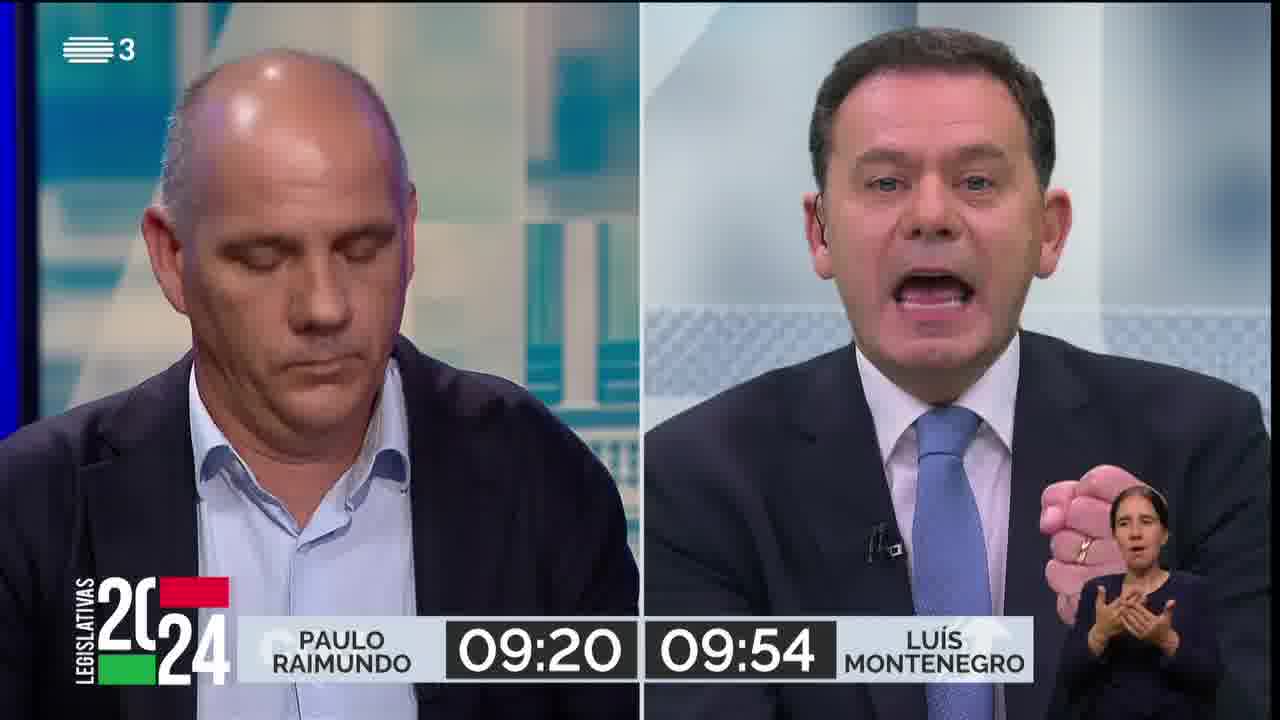 3
LEGISLATIVAS
2024
PAULO
RAIMUNDO
09:20
09:54
LUÍS
MONTENEGRO